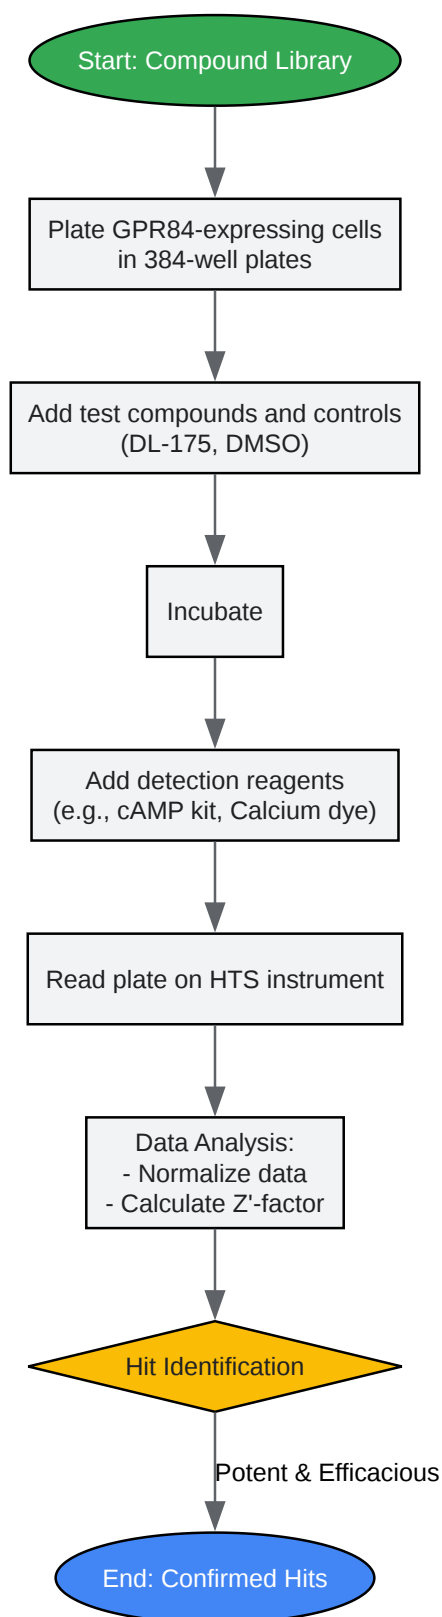 Start: Compound Library
Plate GPR84-expressing cells
in 384-well plates
Add test compounds and controls
(DL-175, DMSO)
Incubate
Add detection reagents
(e.g., cAMP kit, Calcium dye)
Read plate on HTS instrument
Data Analysis:
- Normalize data
- Calculate Z'-factor
Hit Identification
Potent & Efficacious
End: Confirmed Hits